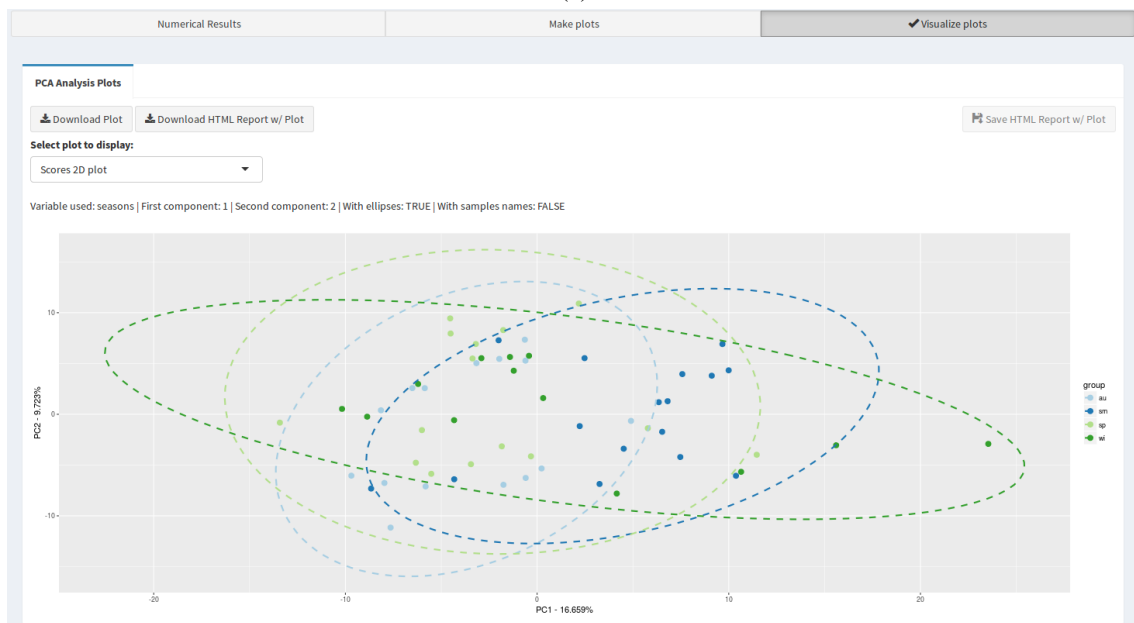 Numerical Results
Make plots
Visualize plots
PCA Analysis Plots
Download Plot
Download HTML Report w/ Plot
Save HTML Report w/ Plot
Select plot to display:
Scores 2D plot
Variable used: seasons | First component: 1 | Second component: 2 | With ellipses: TRUE | With samples names: FALSE
PC2 - 9.723%
10
0
-10
group
au
sm
sp
wi
-20
-10
0
10
20
PC1 - 16.659%